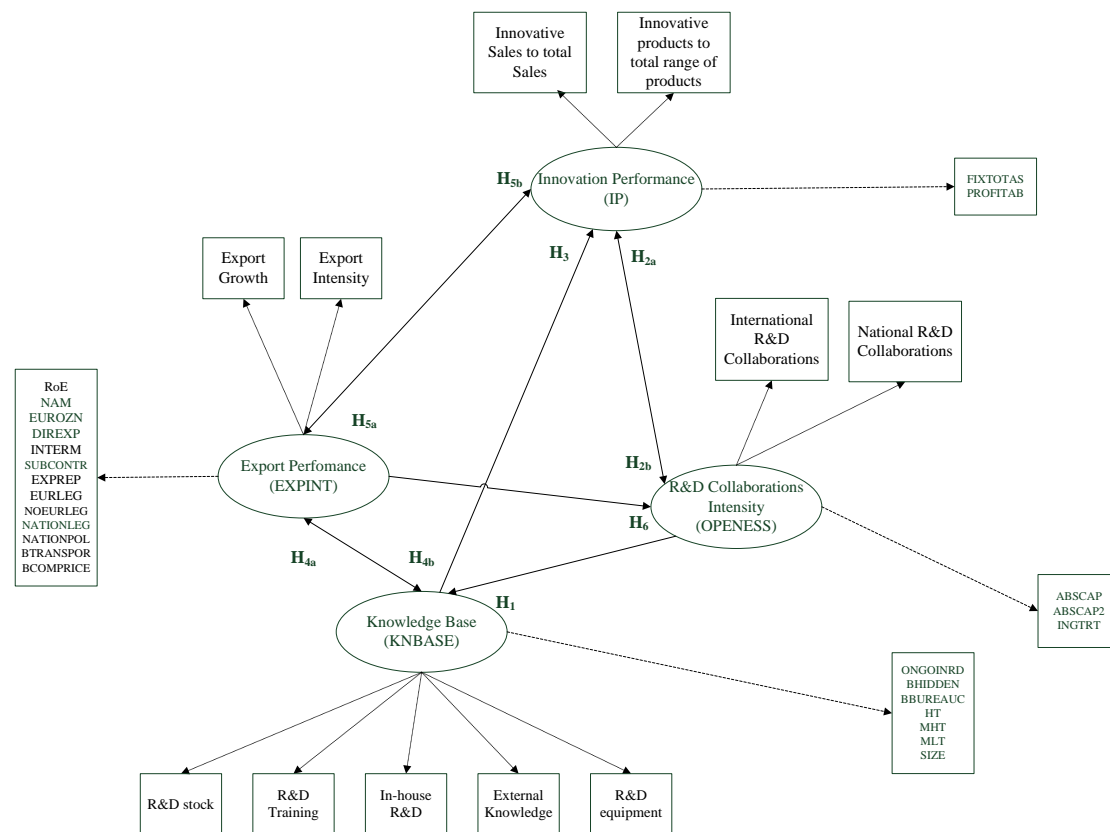 Innovative
Sales to total
Sales
Innovative
products to
total range of
products
H5b
Innovation Performance
(IP)
FIXTOTAS
PROFITAB
H3
H2a
Export
Growth
Export
Intensity
International
R&D
Collaborations
National R&D
Collaborations
RoE
NAM
EUROZN
DIREXP
INTERM
SUBCONTR
EXPREP
EURLEG
NOEURLEG
NATIONLEG
NATIONPOL
BTRANSPOR
BCOMPRICE
H5a
Export Perfomance
(EXPINT)
H2b
R&D Collaborations
Intensity
(OPENESS)
H6
H4a
H4b
H1
Knowledge Base
(KNBASE)
ABSCAP
ABSCAP2
INGTRT
ONGOINRD
BHIDDEN
BBUREAUC
HT
MHT
MLT
SIZE
R&D stock
R&D
Training
In-house
R&D
External
Knowledge
R&D
equipment